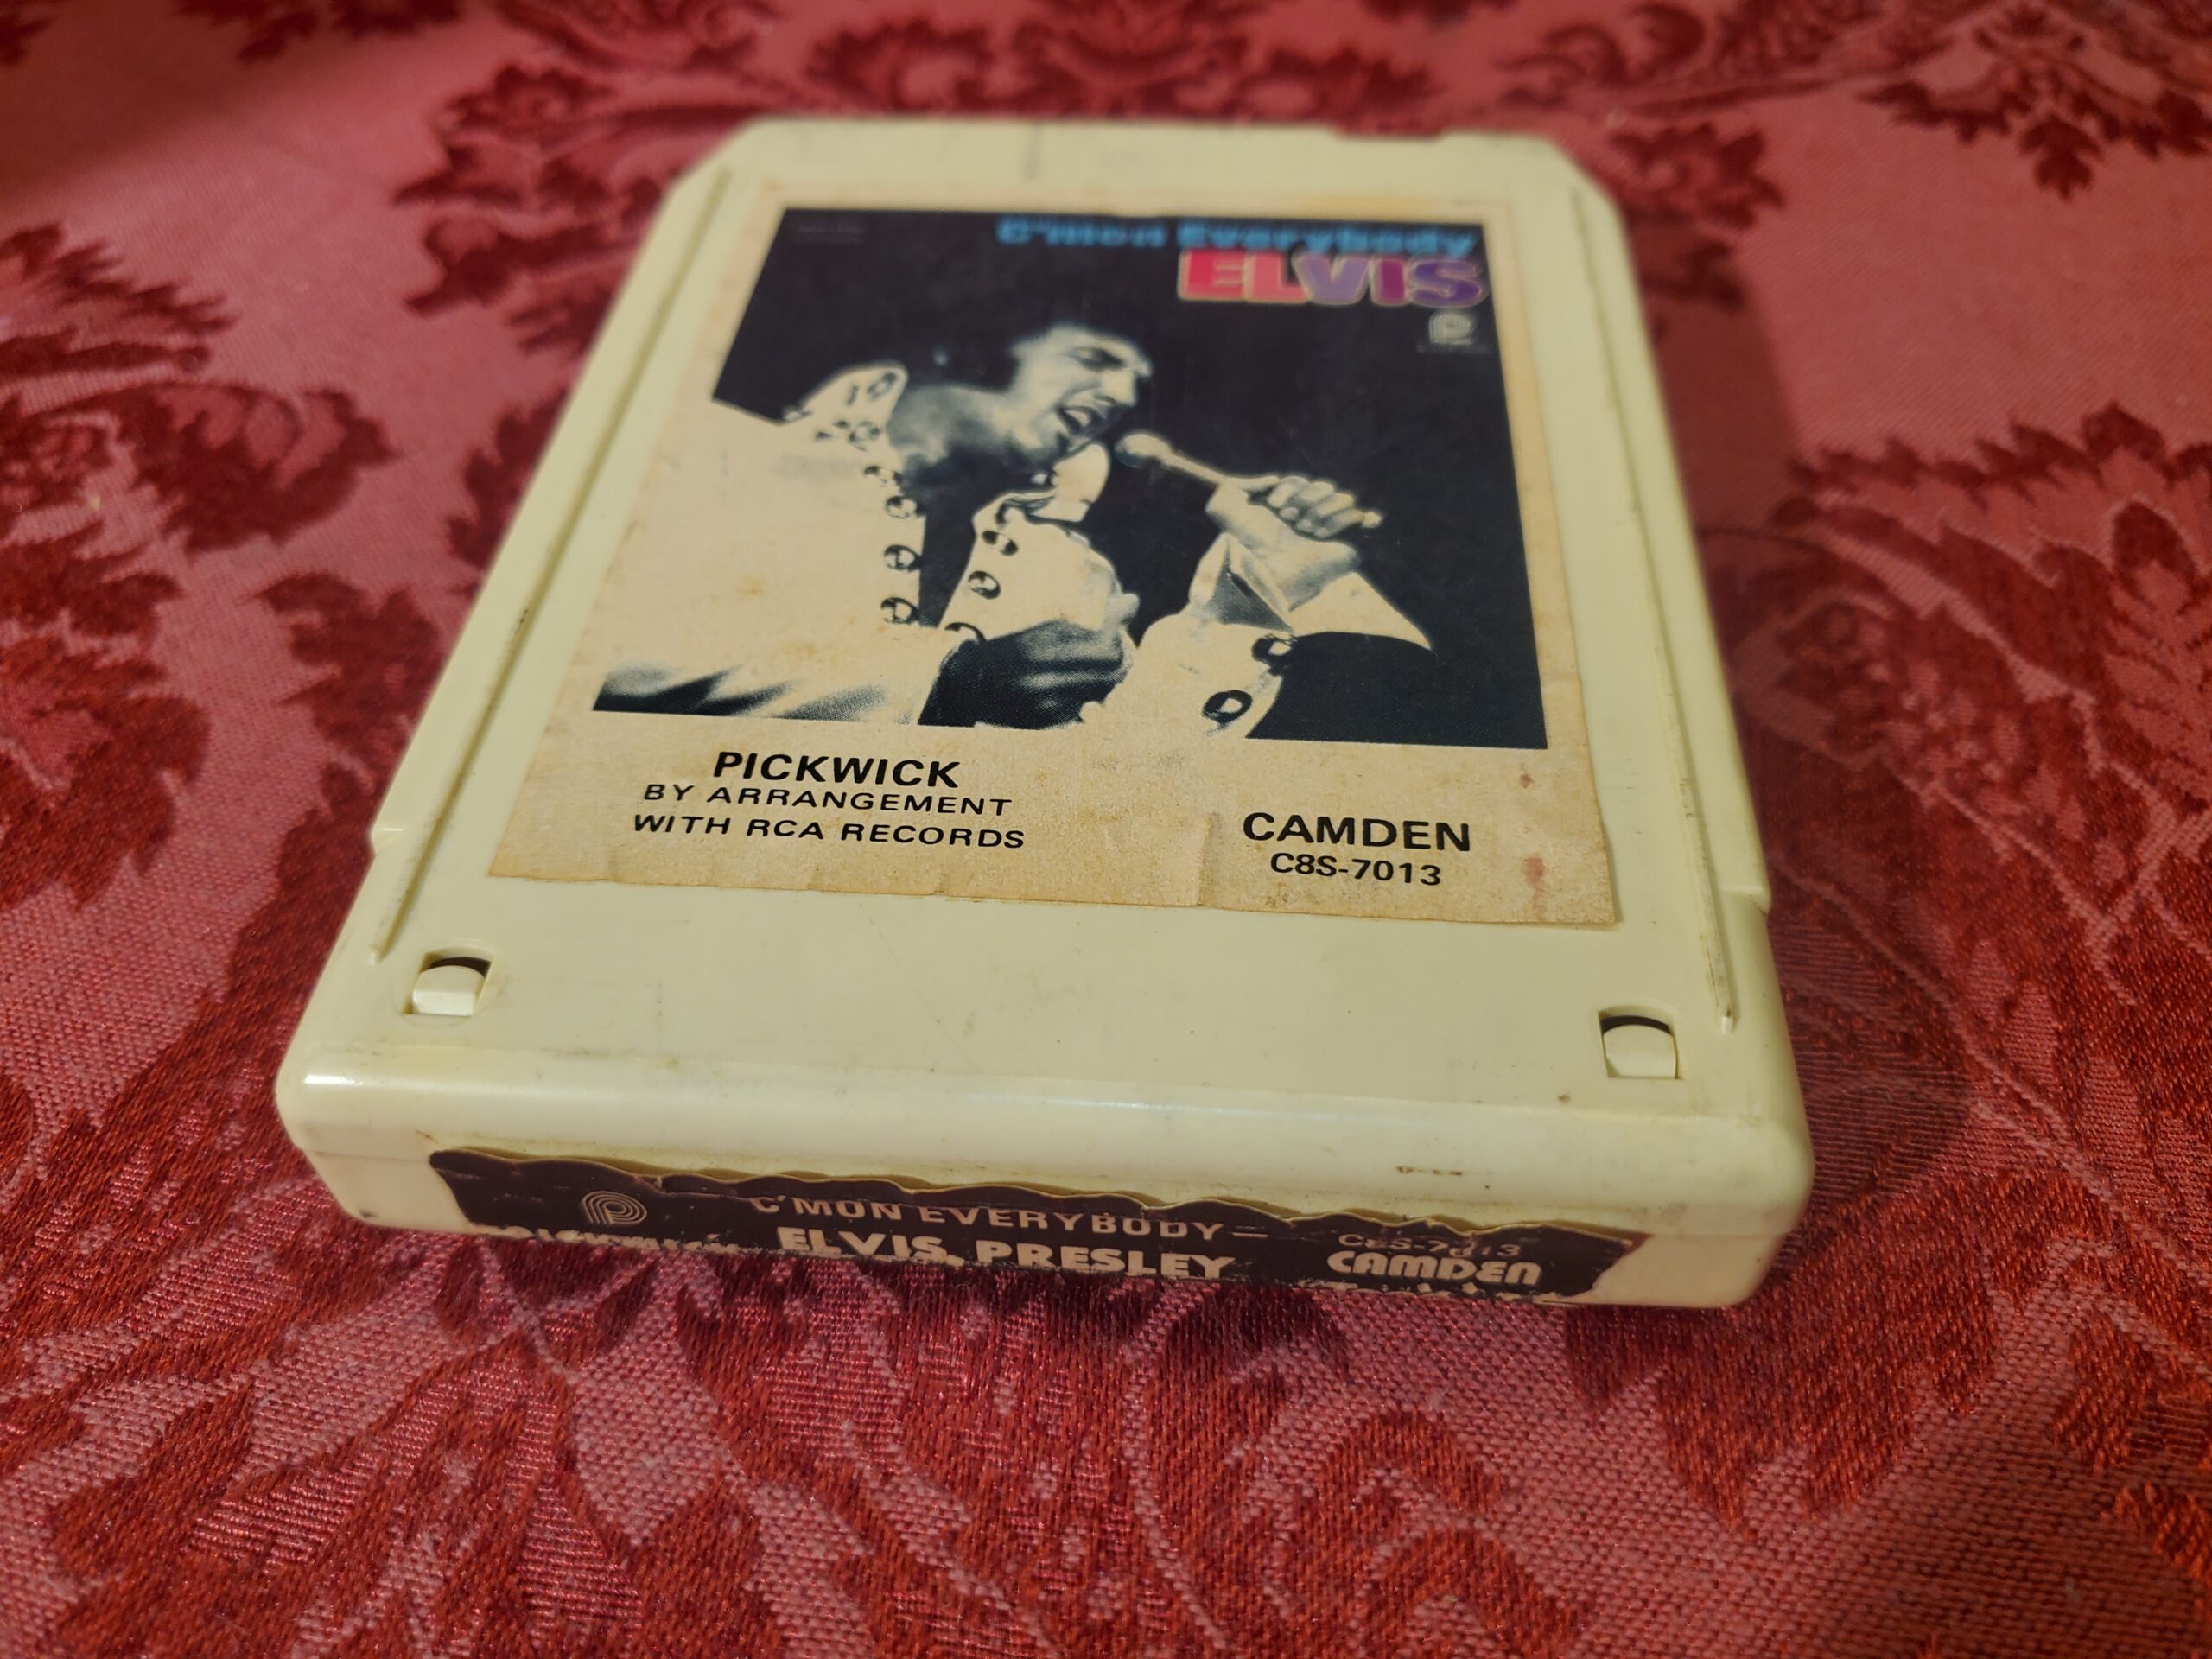 C'mon Everybody
ELVIS
PICKWICK
BY ARRANGEMENT
WITH RCA RECORDS
CAMDEN
C8S-7013
C'MON EVERYBODY –
ELVIS PRESLEY
PICKWICK
C8S-7013
CAMDEN